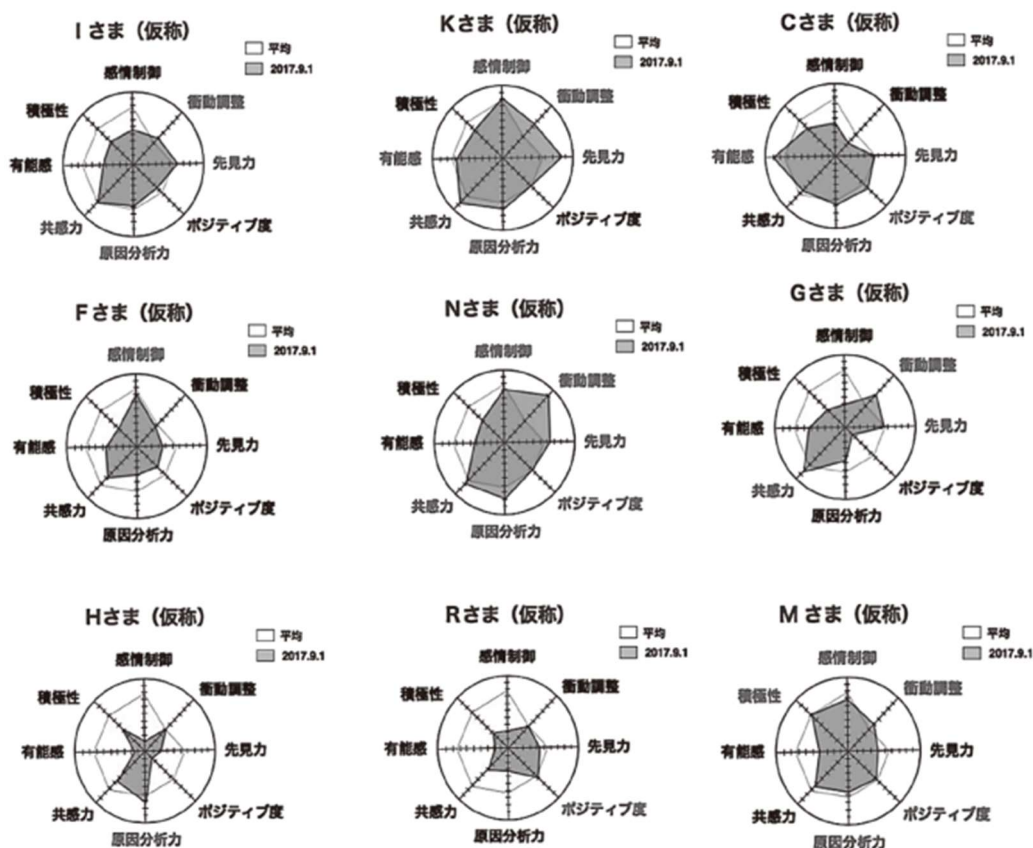 Iさま（仮称）
平均
2017.9.1
感情制御
積極性
衝動調整
有能感
先見力
共感力
ポジティブ度
原因分析力
Kさま（仮称）
平均
2017.9.1
感情制御
積極性
衝動調整
有能感
先見力
共感力
ポジティブ度
原因分析力
Cさま（仮称）
平均
2017.9.1
感情制御
積極性
衝動調整
有能感
先見力
共感力
ポジティブ度
原因分析力
Fさま（仮称）
平均
2017.9.1
感情制御
積極性
衝動調整
有能感
先見力
共感力
ポジティブ度
原因分析力
Nさま（仮称）
平均
2017.9.1
感情制御
積極性
衝動調整
有能感
先見力
共感力
ポジティブ度
原因分析力
Gさま（仮称）
平均
2017.9.1
感情制御
積極性
衝動調整
有能感
先見力
共感力
ポジティブ度
原因分析力
Hさま（仮称）
平均
2017.9.1
感情制御
積極性
衝動調整
有能感
先見力
共感力
ポジティブ度
原因分析力
Rさま（仮称）
平均
2017.9.1
感情制御
積極性
衝動調整
有能感
先見力
共感力
ポジティブ度
原因分析力
Mさま（仮称）
平均
2017.9.1
感情制御
積極性
衝動調整
有能感
先見力
共感力
ポジティブ度
原因分析力